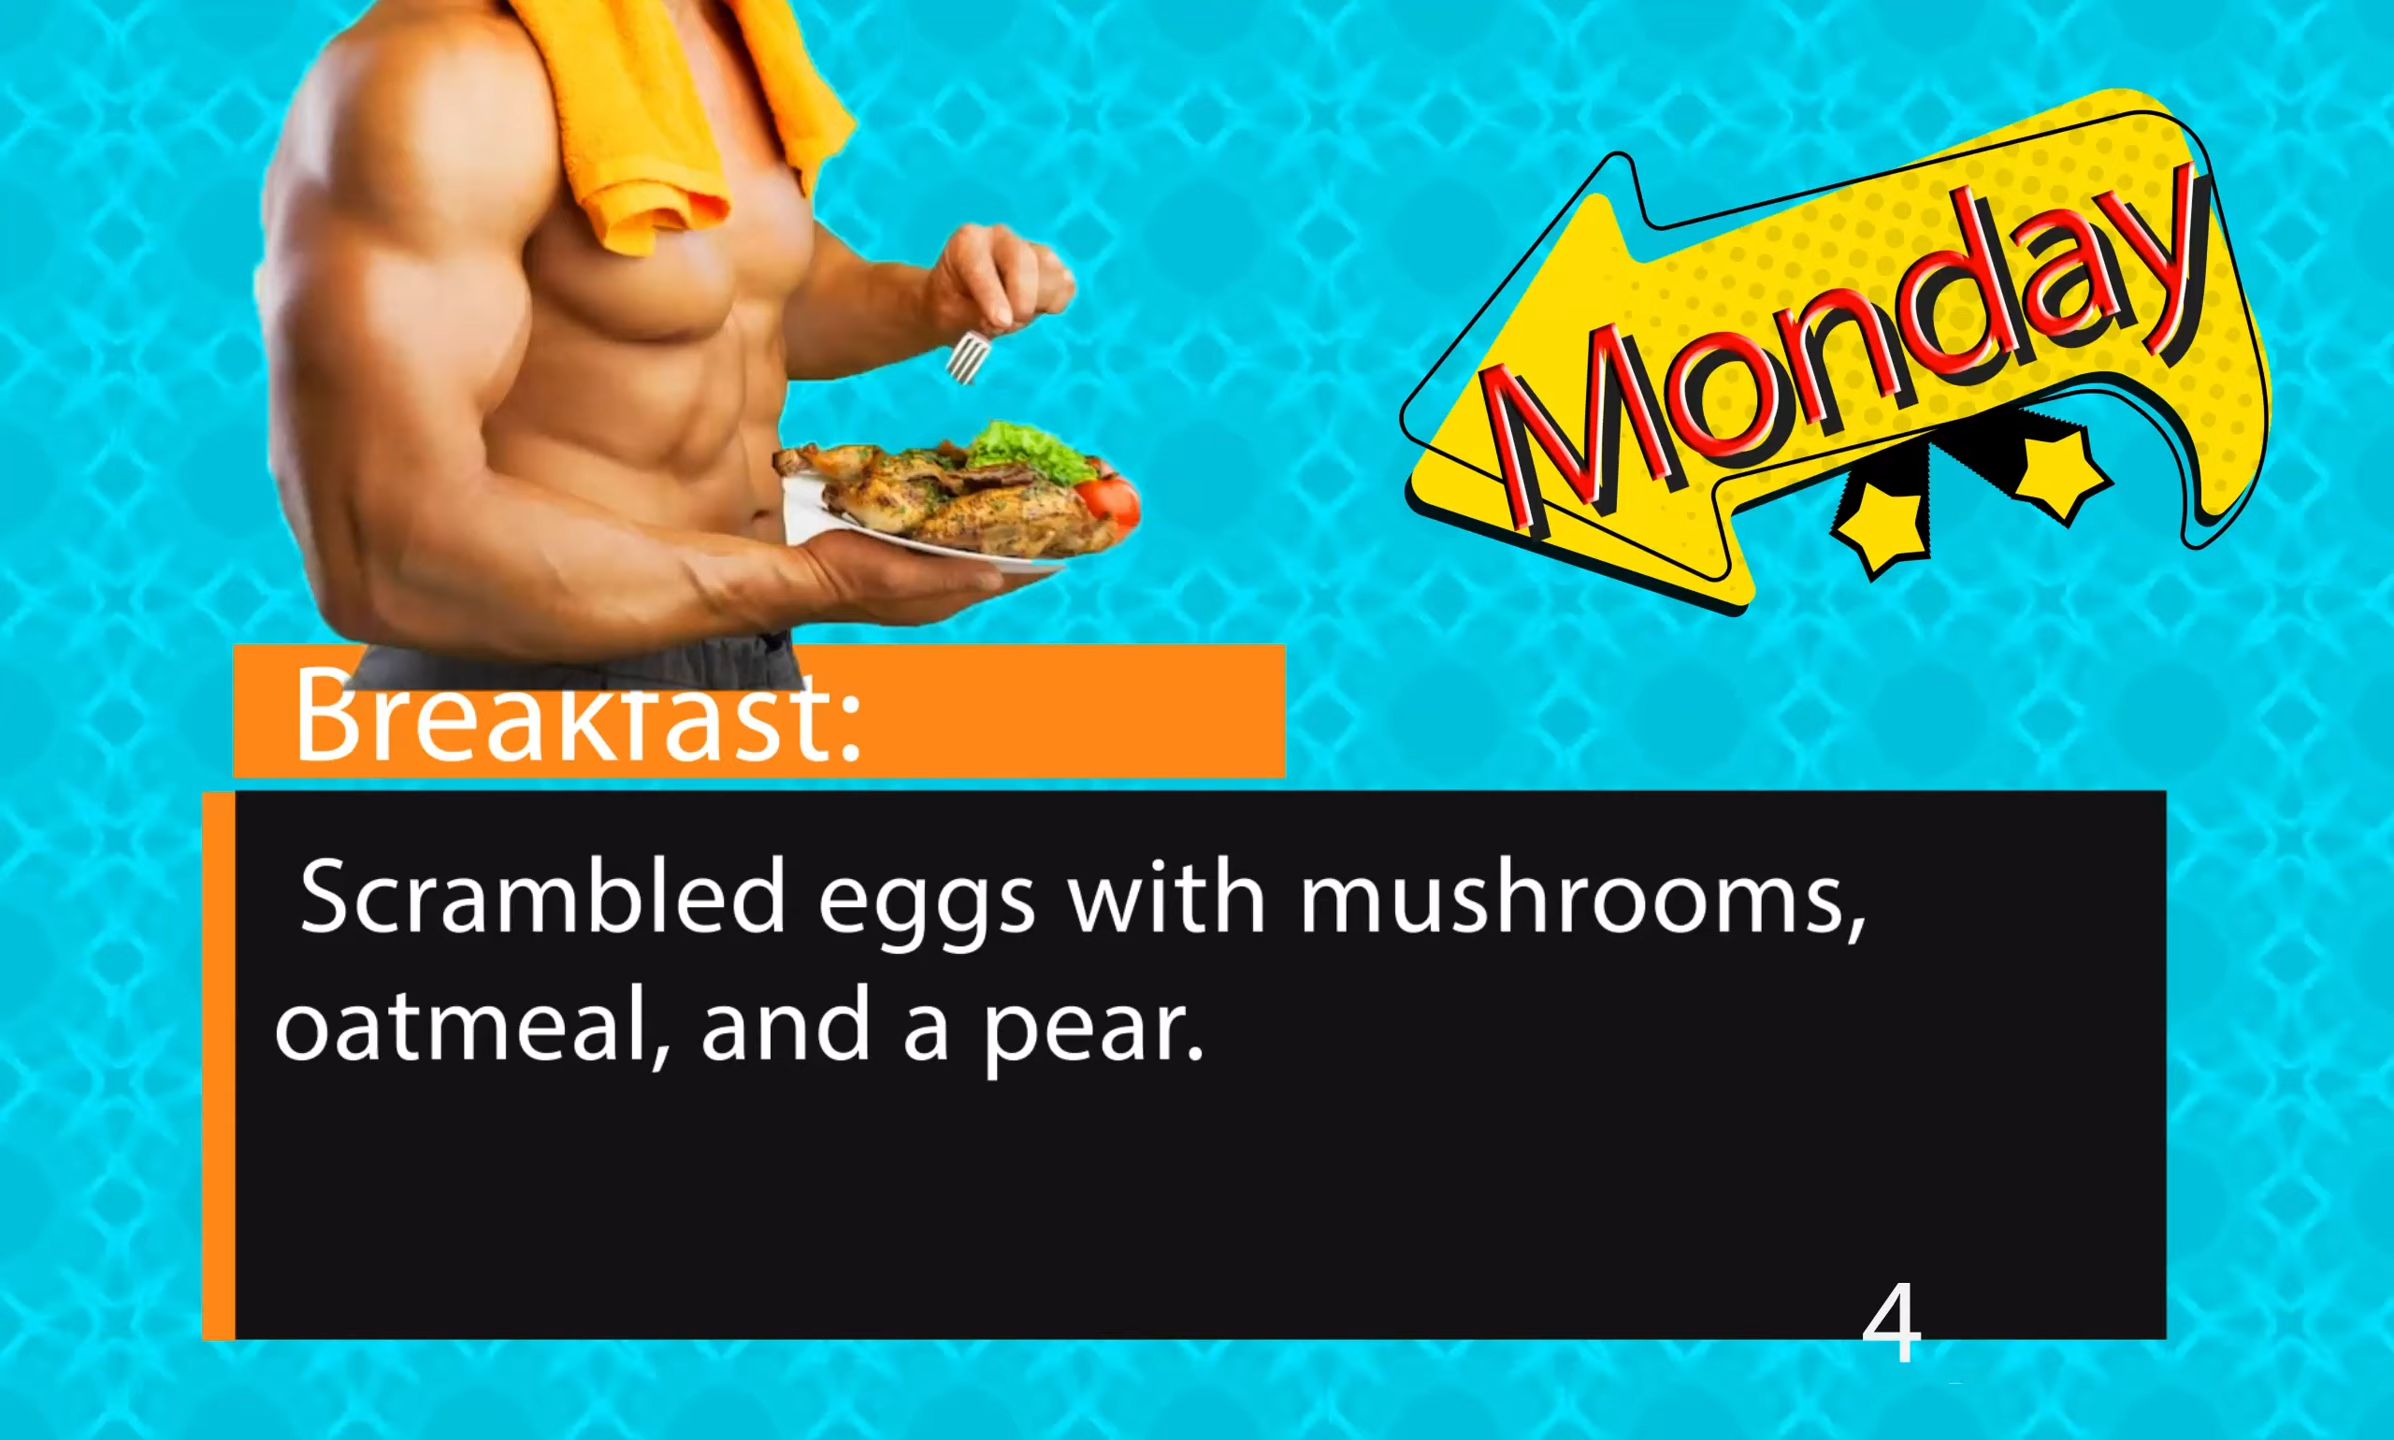 Monday
Breakfast:
Scrambled eggs with mushrooms,
oatmeal, and a pear.
4